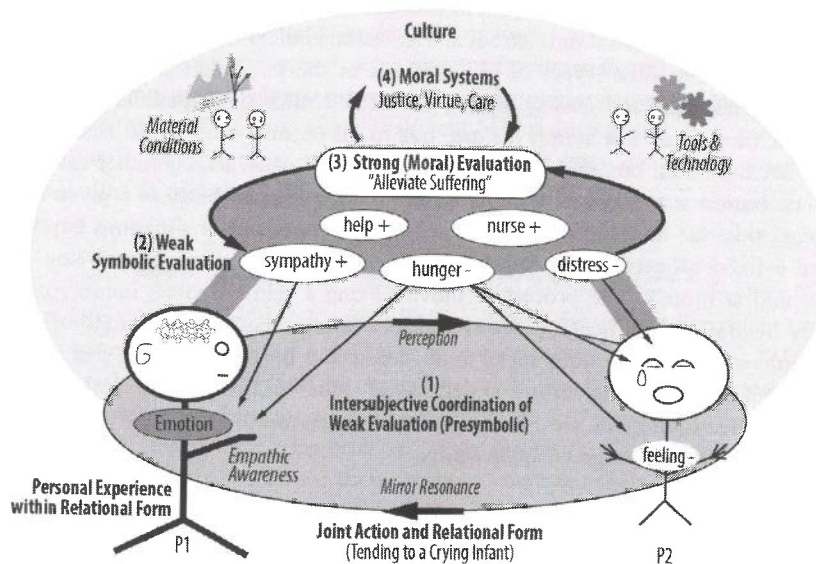 Culture
(4) Moral Systems
Justice, Virtue, Care
Material
Conditions
Tools &
Technology
(3) Strong (Moral) Evaluation
"Alleviate Suffering"
help +
nurse +
(2) Weak
Symbolic Evaluation
sympathy +
hunger -
distress -
Perception
(1)
Intersubjective Coordination of
Weak Evaluation (Presymbolic)
Emotion
Empathic
Awareness
feeling -
Personal Experience
within Relational Form
Mirror Resonance
Joint Action and Relational Form
(Tending to a Crying Infant)
P1
P2